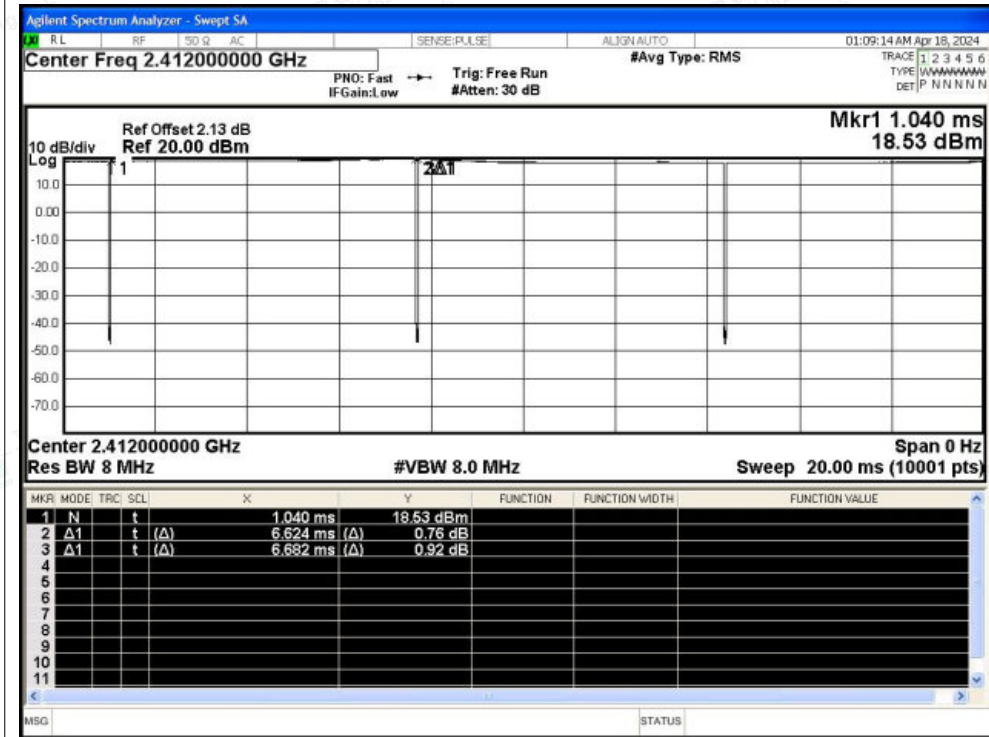 Agilent Spectrum Analyzer - Swept SA
LXI RL RF 50 Ω AC SENSE:PULSE ALIGN AUTO 01:09:14 AM Apr 18, 2024
Center Freq 2.412000000 GHz #Avg Type: RMS TRACE 1 2 3 4 5 6
PNO: Fast Trig: Free Run TYPE WWWWWW
IFGain:Low #Atten: 30 dB DET P N N N N N
Mkr1 1.040 ms
Ref Offset 2.13 dB
10 dB/div Ref 20.00 dBm 18.53 dBm
Log
1 2Δ1
10.0
0.00
-10.0
-20.0
-30.0
-40.0
-50.0
-60.0
-70.0
Center 2.412000000 GHz Span 0 Hz
Res BW 8 MHz #VBW 8.0 MHz Sweep 20.00 ms (10001 pts)
MKR MODE TRC SCL X Y FUNCTION FUNCTION WIDTH FUNCTION VALUE
1 N t 1.040 ms 18.53 dBm
2 Δ1 t (Δ) 6.624 ms (Δ) 0.76 dB
3 Δ1 t (Δ) 6.682 ms (Δ) 0.92 dB
4
5
6
7
8
9
10
11
MSG STATUS